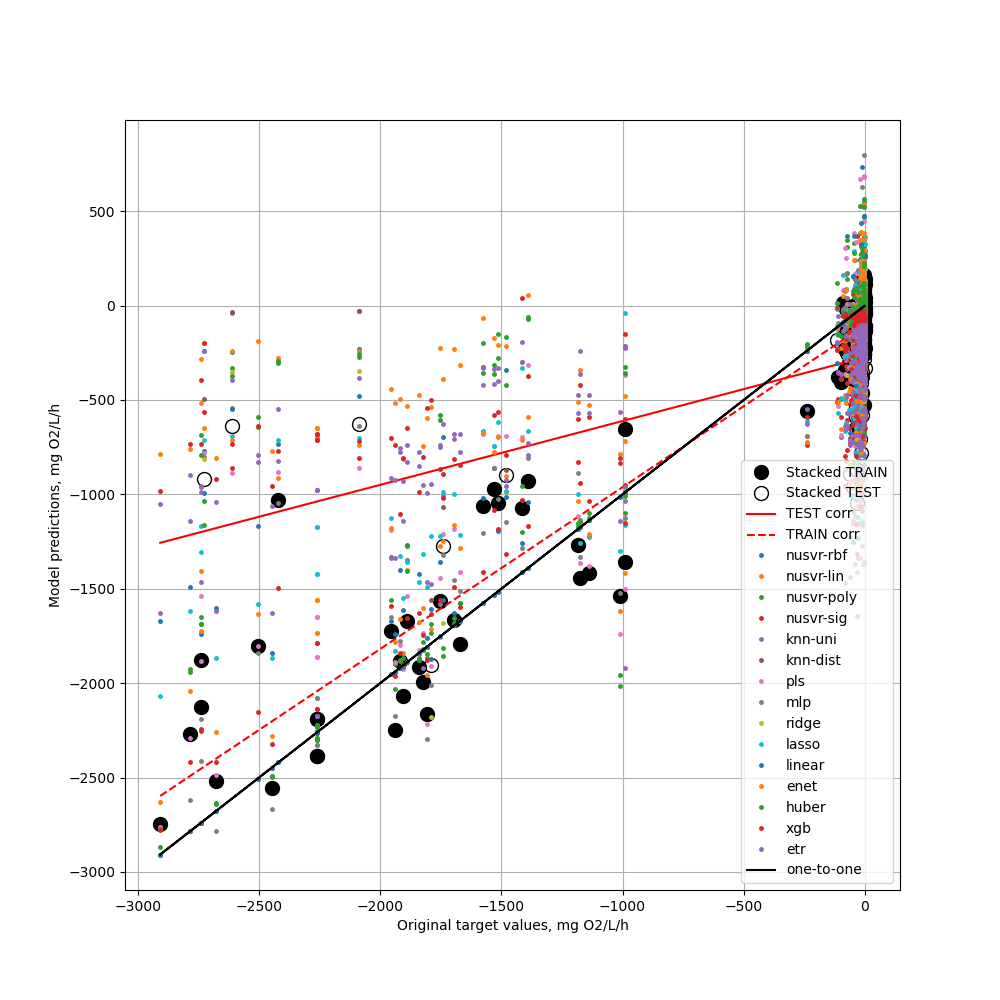 500
0
−500
−1000
−1500
−2000
−2500
−3000
Model predictions, mg O2/L/h
−3000
−2500
−2000
−1500
−1000
−500
0
Original target values, mg O2/L/h
Stacked TRAIN
Stacked TEST
TEST corr
TRAIN corr
nusvr-rbf
nusvr-lin
nusvr-poly
nusvr-sig
knn-uni
knn-dist
pls
mlp
ridge
lasso
linear
enet
huber
xgb
etr
one-to-one